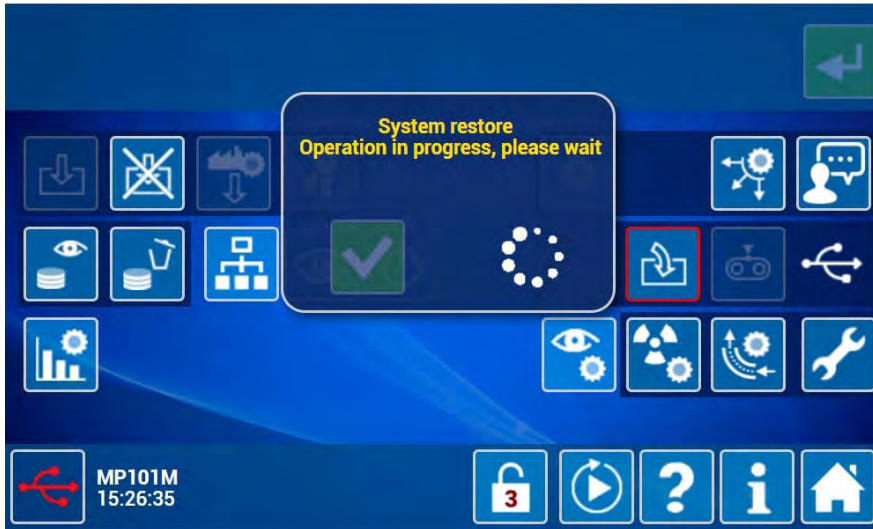 System restore
Operation in progress, please wait
MP101M
15:26:35
3